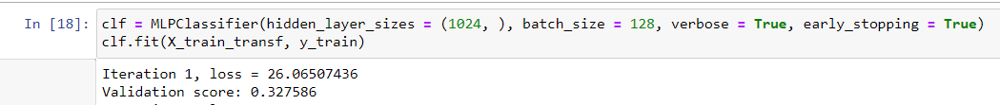 In [18]: clf = MLPClassifier(hidden_layer_sizes = (1024, ), batch_size = 128, verbose = True, early_stopping = True)
clf.fit(X_train_transf, y_train)
Iteration 1, loss = 26.06507436
Validation score: 0.327586